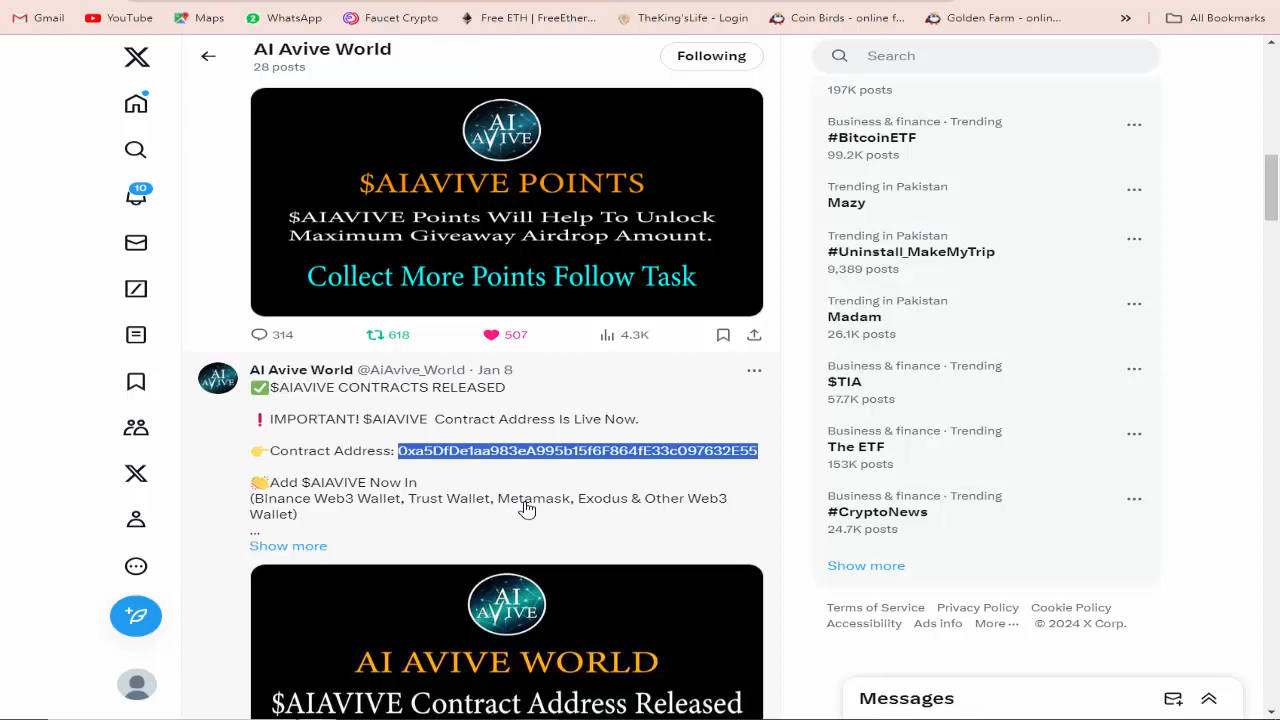 Gmail YouTube Maps WhatsApp Faucet Crypto Free ETH | FreeEther... TheKing'sLife - Login Coin Birds - online f... Golden Farm - onlin... » All Bookmarks
AI Avive World
28 posts
Following
AI
AVIVE
$AIAVIVE POINTS
$AIAVIVE Points Will Help To Unlock
Maximum Giveaway Airdrop Amount.
Collect More Points Follow Task
314 618 507 4.3K
AI AVIVE
AI Avive World @AiAvive_World · Jan 8
✅$AIAVIVE CONTRACTS RELEASED
❗IMPORTANT! $AIAVIVE Contract Address Is Live Now.
👉Contract Address: 0xa5DfDe1aa983eA995b15f6F864fE33c097632E55
👏Add $AIAVIVE Now In
(BInance Web3 Wallet, Trust Wallet, Metamask, Exodus & Other Web3
Wallet)
...
Show more
AI
AVIVE
AI AVIVE WORLD
$AIAVIVE Contract Address Released
10
Search
197K posts
Business & finance · Trending
#BitcoinETF
99.2K posts
Trending in Pakistan
Mazy
Trending in Pakistan
#Uninstall_MakeMyTrip
9,389 posts
Trending in Pakistan
Madam
26.1K posts
Business & finance · Trending
$TIA
57.7K posts
Business & finance · Trending
The ETF
153K posts
Business & finance · Trending
#CryptoNews
24.7K posts
Show more
Terms of Service Privacy Policy Cookie Policy
Accessibility Ads info More ··· © 2024 X Corp.
Messages